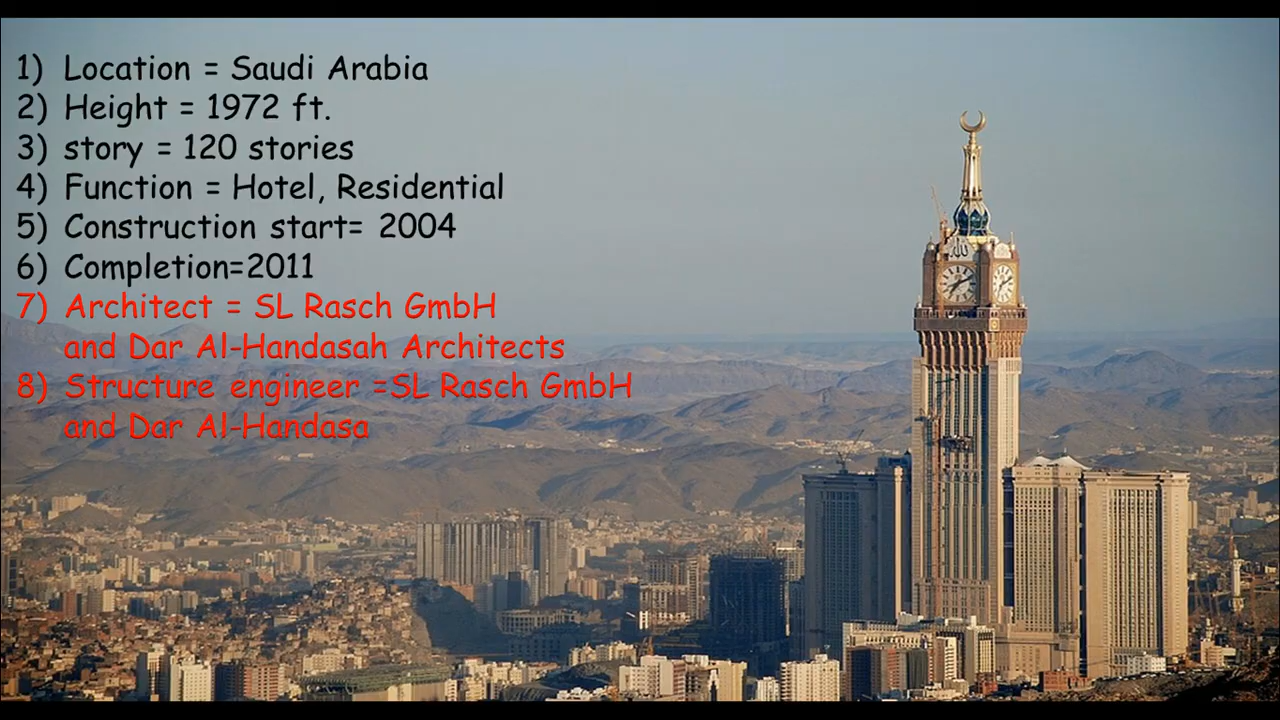 1) Location = Saudi Arabia
2) Height = 1972 ft.
3) story = 120 stories
4) Function = Hotel, Residential
5) Construction start= 2004
6) Completion=2011
7) Architect = SL Rasch GmbH
and Dar Al-Handasah Architects
8) Structure engineer =SL Rasch GmbH
and Dar Al-Handasa